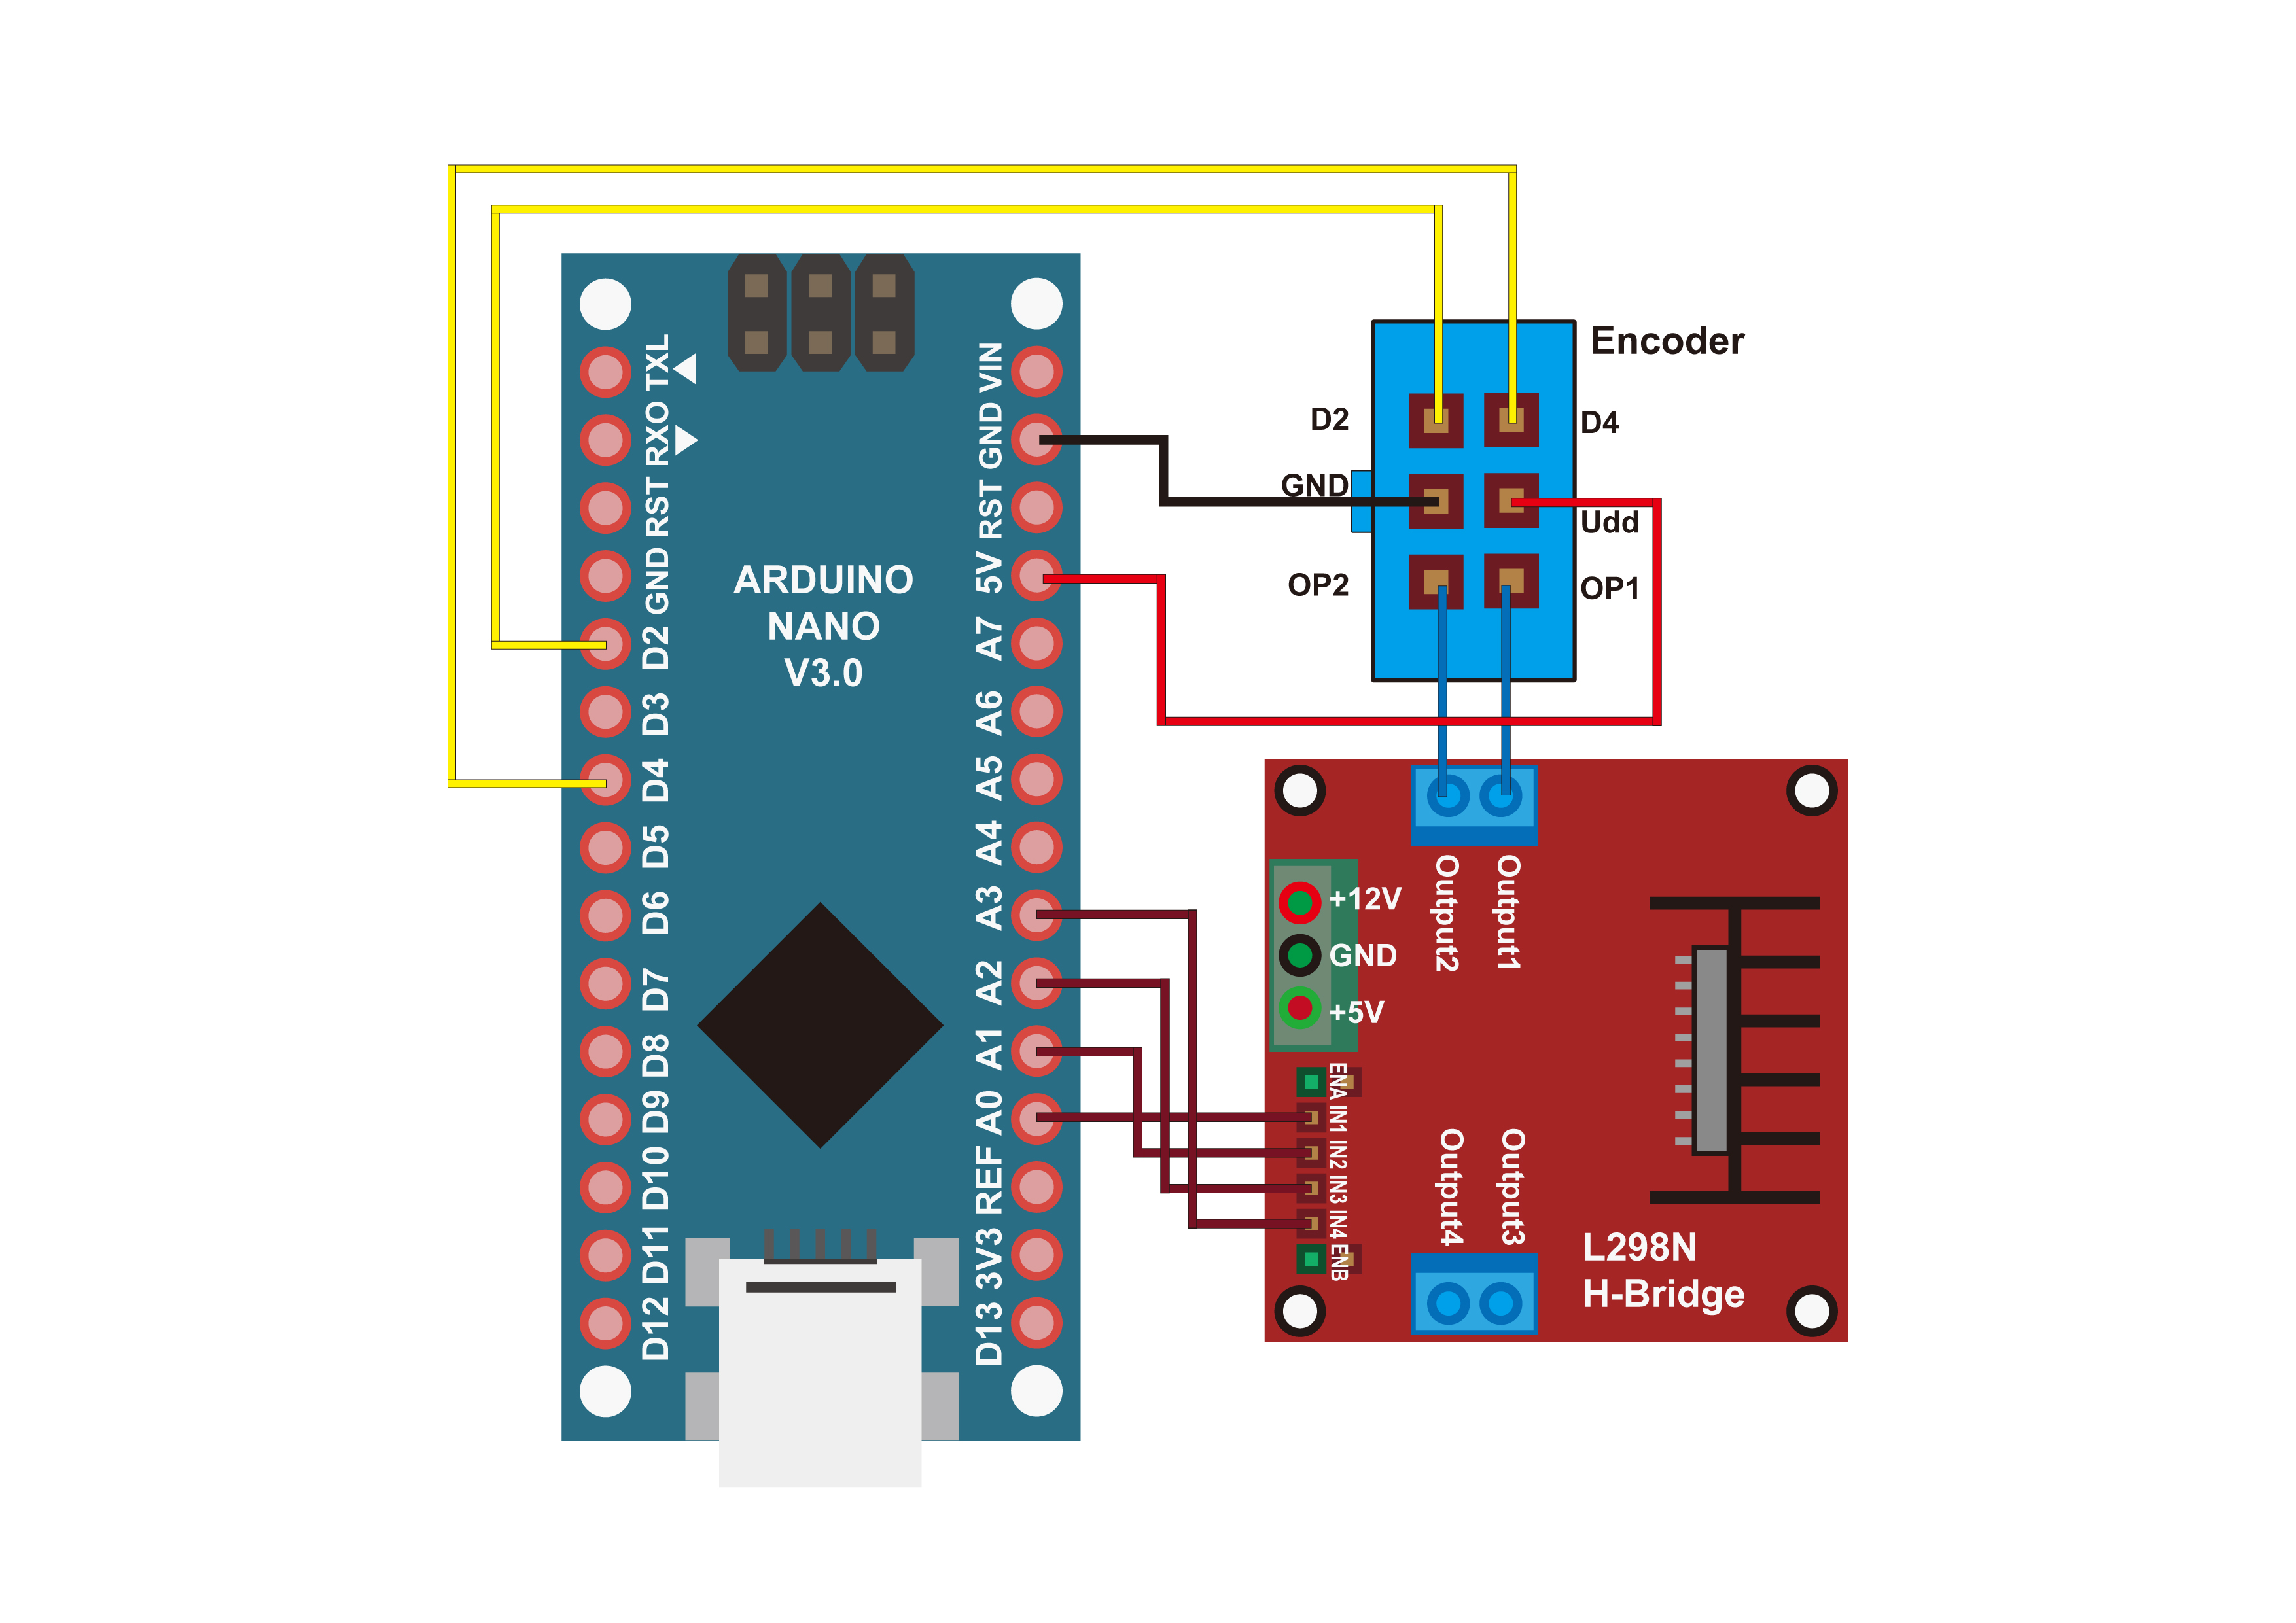 Encoder
D2
D4
GND
Udd
OP2
OP1
TXL
RXO
RST
GND
D2
D3
D4
D5
D6
D7
D8
D9
D10
D11
D12
ARDUINO
NANO
V3.0
VIN
GND
RST
5V
A7
A6
A5
A4
A3
A2
A1
A0
REF
3V3
D13
Output2
Output1
+12V
GND
+5V
ENA
IN1
IN2
IN3
IN4
ENB
Output4
Output3
L298N
H-Bridge